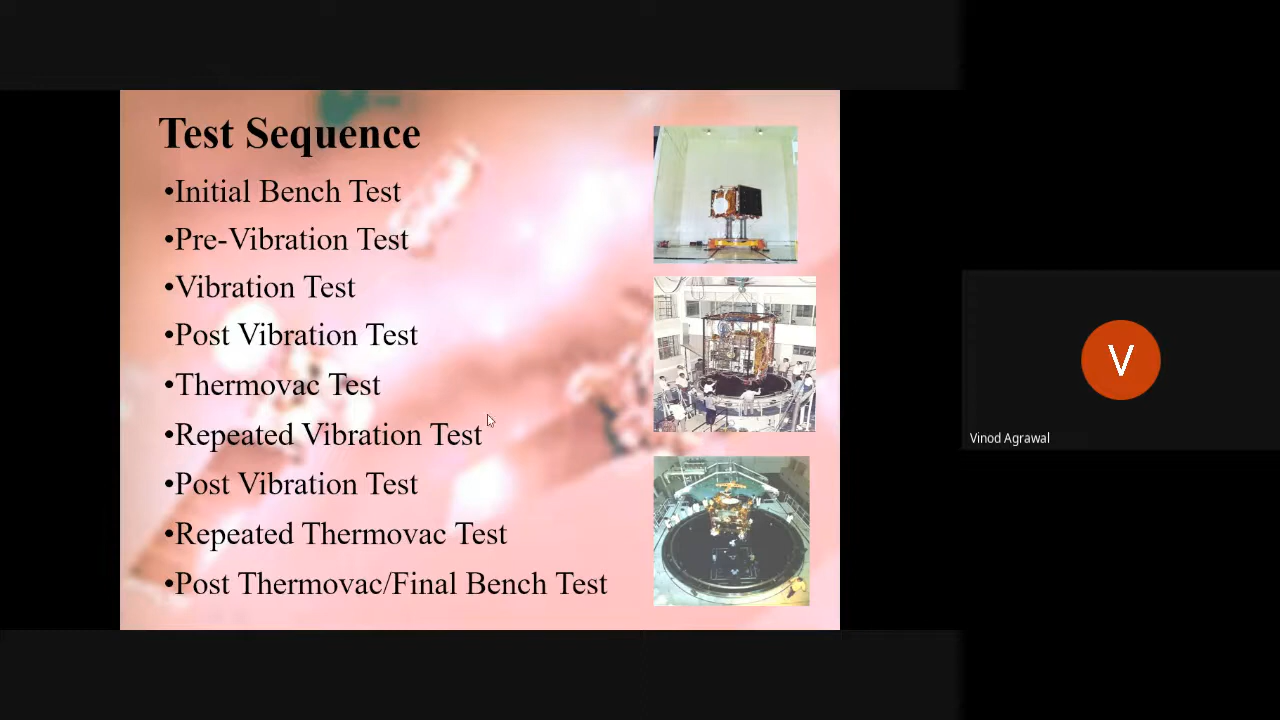 Test Sequence
•Initial Bench Test
•Pre-Vibration Test
•Vibration Test
•Post Vibration Test
•Thermovac Test
•Repeated Vibration Test
•Post Vibration Test
•Repeated Thermovac Test
•Post Thermovac/Final Bench Test
V
Vinod Agrawal